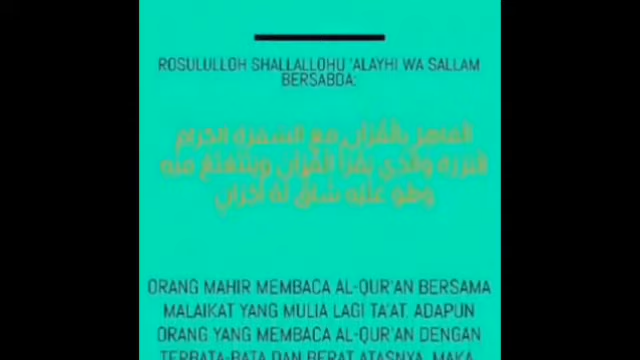 ROSULULLOH SHALLALLOHU 'ALAYHI WA SALLAM
BERSABDA:
الماهر بالقرآن مع السفرة الكرام
البررة والذي يقرأ القرآن ويتتعتع فيه
وهو عليه شاق له أجران
ORANG MAHIR MEMBACA AL-QUR'AN BERSAMA
MALAIKAT YANG MULIA LAGI TA'AT. ADAPUN
ORANG YANG MEMBACA AL-QUR'AN DENGAN
TERBATA-BATA DAN BERAT ATASNYA, MAKA